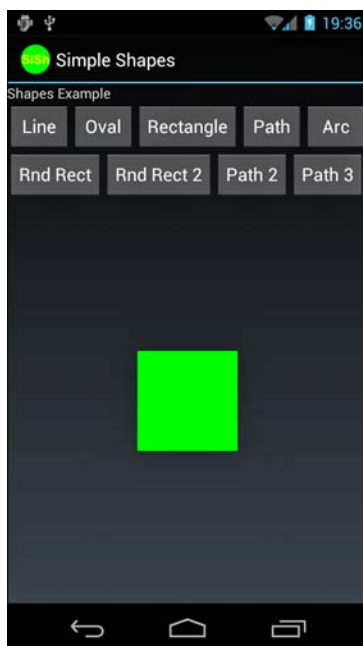 19:36
SiSh Simple Shapes
Shapes Example
Line Oval Rectangle Path Arc
Rnd Rect Rnd Rect 2 Path 2 Path 3